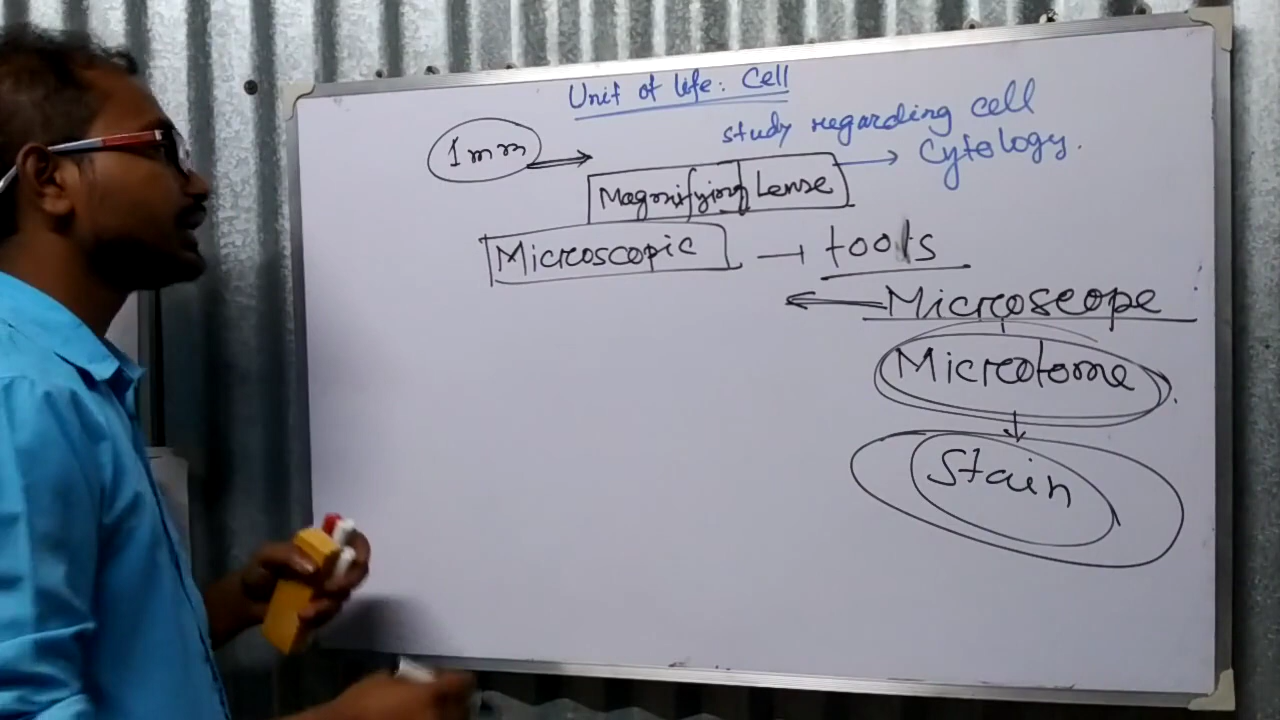 Unit of life: Cell
study regarding cell
1mm
Cytology.
Magnifying Lense
Microscopic → tools
Microscope
Microtome
Stain